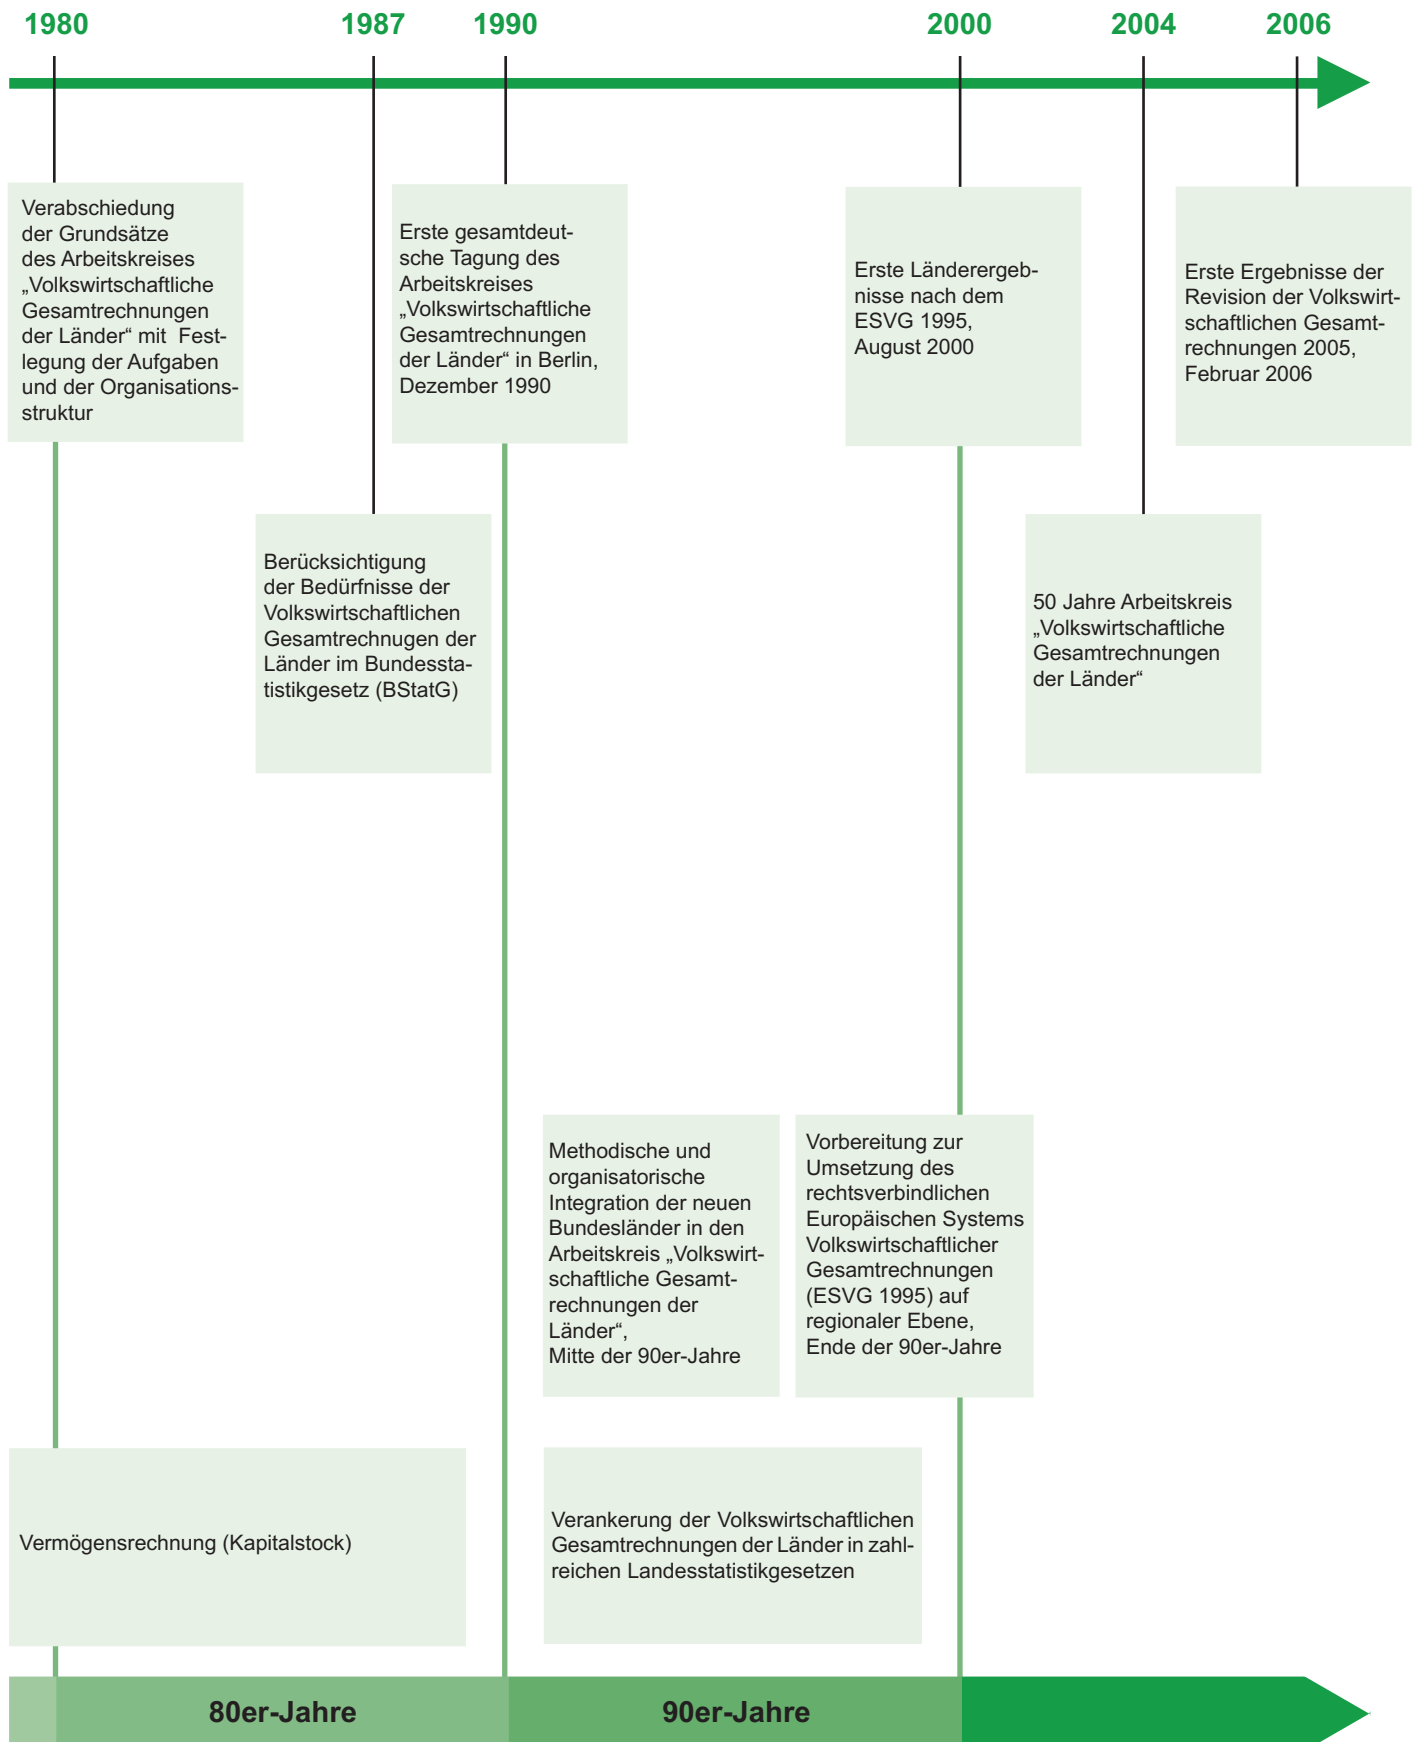 1980 1987 1990 2000 2004 2006
Verabschiedung
der Grundsätze
des Arbeitskreises
„Volkswirtschaftliche
Gesamtrechnungen
der Länder“ mit Fest-
legung der Aufgaben
und der Organisations-
struktur
Erste gesamtdeut-
sche Tagung des
Arbeitskreises
„Volkswirtschaftliche
Gesamtrechnungen
der Länder“ in Berlin,
Dezember 1990
Erste Länderergeb-
nisse nach dem
ESVG 1995,
August 2000
Erste Ergebnisse der
Revision der Volkswirt-
schaftlichen Gesamt-
rechnungen 2005,
Februar 2006
Berücksichtigung
der Bedürfnisse der
Volkswirtschaftlichen
Gesamtrechnugen der
Länder im Bundessta-
tistikgesetz (BStatG)
50 Jahre Arbeitskreis
„Volkswirtschaftliche
Gesamtrechnungen
der Länder“
Methodische und
organisatorische
Integration der neuen
Bundesländer in den
Arbeitskreis „Volkswirt-
schaftliche Gesamt-
rechnungen der
Länder“,
Mitte der 90er-Jahre
Vorbereitung zur
Umsetzung des
rechtsverbindlichen
Europäischen Systems
Volkswirtschaftlicher
Gesamtrechnungen
(ESVG 1995) auf
regionaler Ebene,
Ende der 90er-Jahre
Vermögensrechnung (Kapitalstock)
Verankerung der Volkswirtschaftlichen
Gesamtrechnungen der Länder in zahl-
reichen Landesstatistikgesetzen
80er-Jahre 90er-Jahre